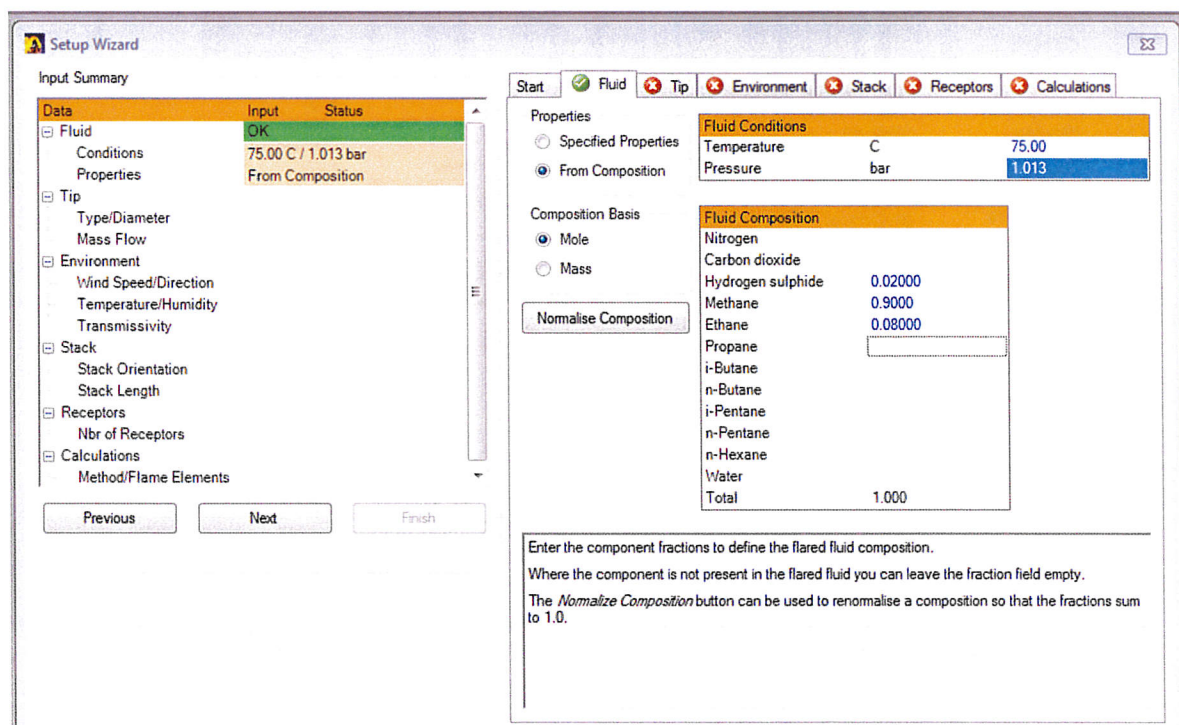 Setup Wizard
Input Summary
Data Input Status
Fluid OK
Conditions 75.00 C / 1.013 bar
Properties From Composition
Tip
Type/Diameter
Mass Flow
Environment
Wind Speed/Direction
Temperature/Humidity
Transmissivity
Stack
Stack Orientation
Stack Length
Receptors
Nbr of Receptors
Calculations
Method/Flame Elements
Previous Next Finish
Start Fluid Tip Environment Stack Receptors Calculations
Properties
Specified Properties
From Composition
Fluid Conditions
Temperature C 75.00
Pressure bar 1.013
Composition Basis
Mole
Mass
Normalise Composition
Fluid Composition
Nitrogen
Carbon dioxide
Hydrogen sulphide 0.02000
Methane 0.9000
Ethane 0.08000
Propane
i-Butane
n-Butane
i-Pentane
n-Pentane
n-Hexane
Water
Total 1.000
Enter the component fractions to define the flared fluid composition.
Where the component is not present in the flared fluid you can leave the fraction field empty.
The Normalize Composition button can be used to renormalise a composition so that the fractions sum
to 1.0.